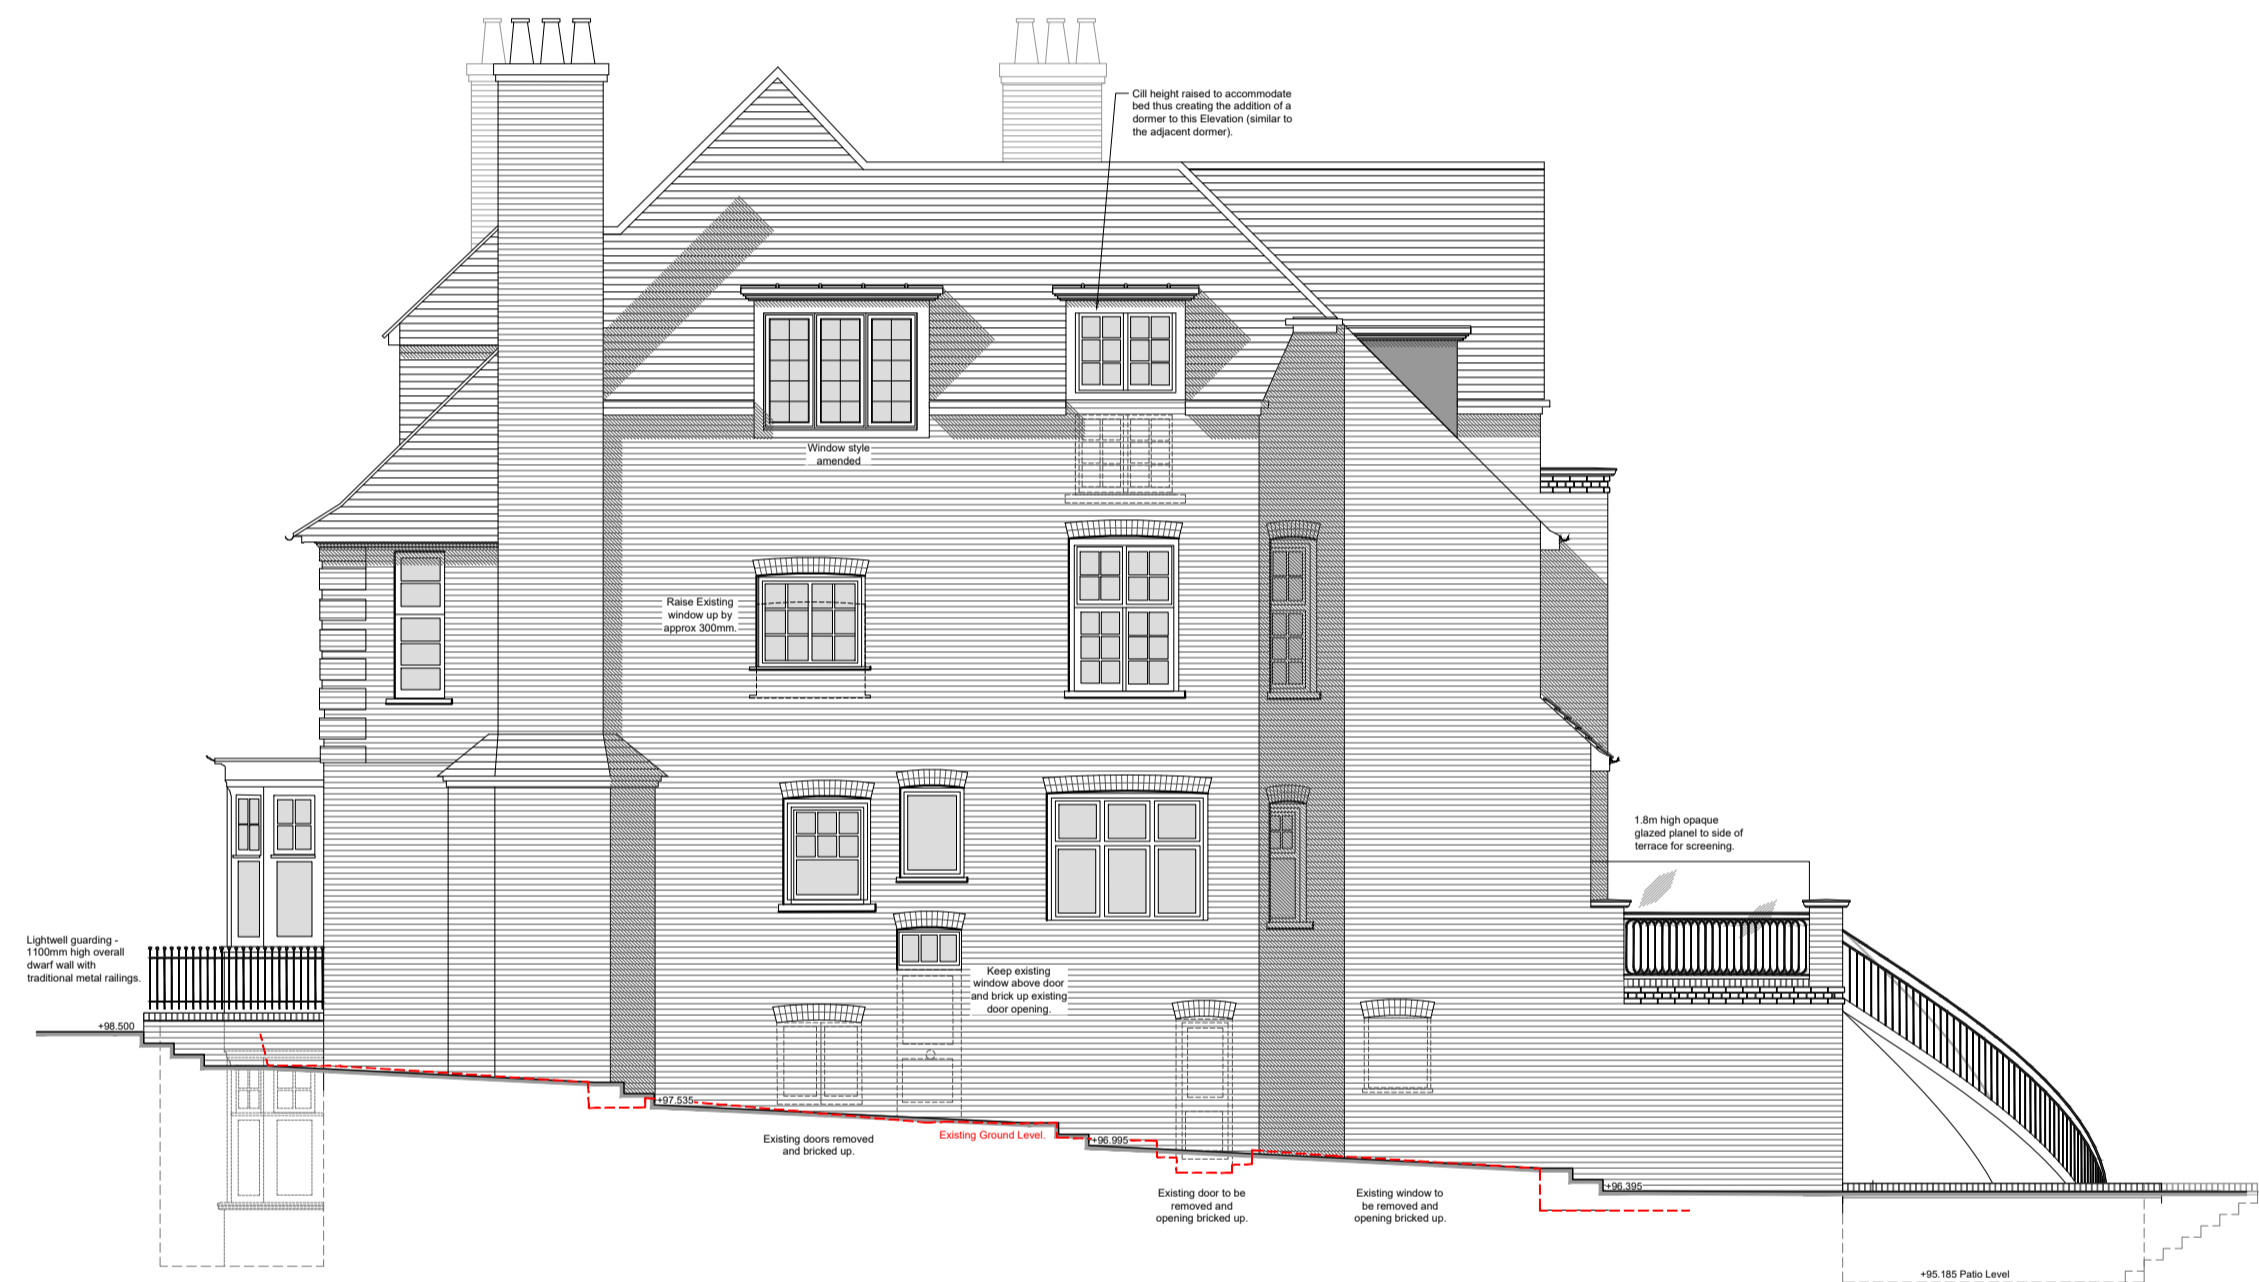 Cill height raised to accommodate
bed thus creating the addition of a
dormer to this Elevation (similar to
the adjacent dormer).
Window style
amended
Raise Existing
window up by
approx 300mm.
1.8m high opaque
glazed planel to side of
terrace for screening.
Lightwell guarding -
1100mm high overall
dwarf wall with
traditional metal railings.
Keep existing
window above door
and brick up existing
door opening.
+98.500
+97.535
Existing doors removed
and bricked up.
Existing Ground Level.
+96.995
Existing door to be
removed and
opening bricked up.
Existing window to
be removed and
opening bricked up.
+96.395
+95.185 Patio Level